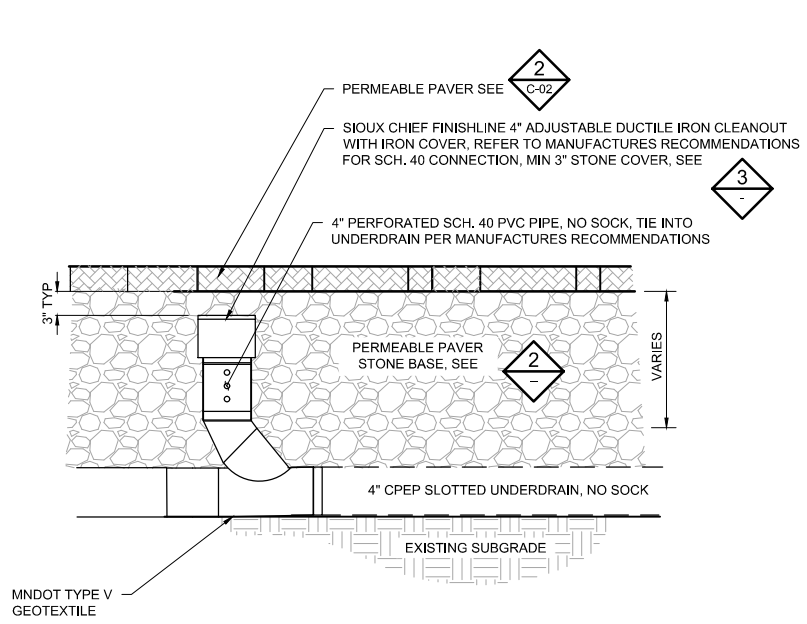 PERMEABLE PAVER SEE
2
C-02
SIOUX CHIEF FINISHLINE 4" ADJUSTABLE DUCTILE IRON CLEANOUT
WITH IRON COVER, REFER TO MANUFACTURES RECOMMENDATIONS
FOR SCH. 40 CONNECTION, MIN 3" STONE COVER, SEE
3
-
4" PERFORATED SCH. 40 PVC PIPE, NO SOCK, TIE INTO
UNDERDRAIN PER MANUFACTURES RECOMMENDATIONS
3" TYP
PERMEABLE PAVER
STONE BASE, SEE
2
-
VARIES
4" CPEP SLOTTED UNDERDRAIN, NO SOCK
EXISTING SUBGRADE
MNDOT TYPE V
GEOTEXTILE